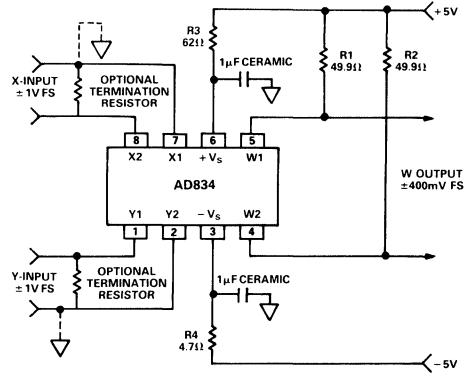 +5V
R3
62Ω
R1
49.9Ω
R2
49.9Ω
1μF CERAMIC
X-INPUT
±1V FS
OPTIONAL
TERMINATION
RESISTOR
8 7 6 5
X2 X1 +VS W1
AD834
W OUTPUT
±400mV FS
Y1 Y2 −VS W2
1 2 3 4
Y-INPUT
±1V FS
OPTIONAL
TERMINATION
RESISTOR
1μF CERAMIC
R4
4.7Ω
−5V